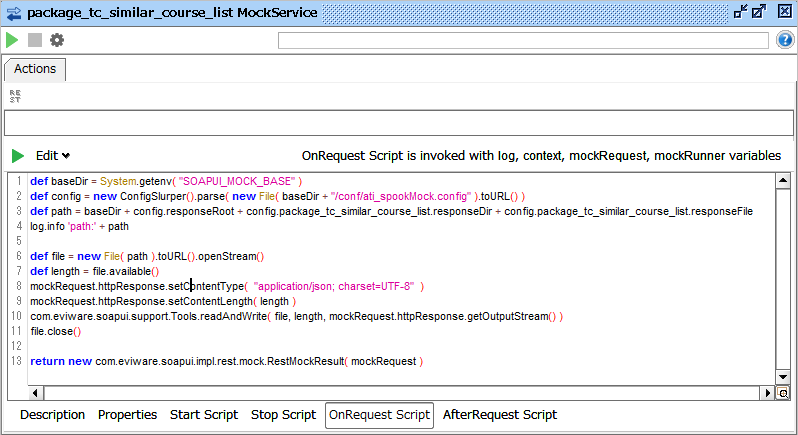 package_tc_similar_course_list MockService
Actions
RE
ST
Edit
OnRequest Script is invoked with log, context, mockRequest, mockRunner variables
1 def baseDir = System.getenv( "SOAPUI_MOCK_BASE" )
2 def config = new ConfigSlurper().parse( new File( baseDir + "/conf/ati_spookMock.config" ).toURL() )
3 def path = baseDir + config.responseRoot + config.package_tc_similar_course_list.responseDir + config.package_tc_similar_course_list.responseFile
4 log.info 'path:' + path
5
6 def file = new File( path ).toURL().openStream()
7 def length = file.available()
8 mockRequest.httpResponse.setContentType(  "application/json; charset=UTF-8"  )
9 mockRequest.httpResponse.setContentLength( length )
10 com.eviware.soapui.support.Tools.readAndWrite( file, length, mockRequest.httpResponse.getOutputStream() )
11 file.close()
12
13 return new com.eviware.soapui.impl.rest.mock.RestMockResult( mockRequest )
Description Properties Start Script Stop Script OnRequest Script AfterRequest Script